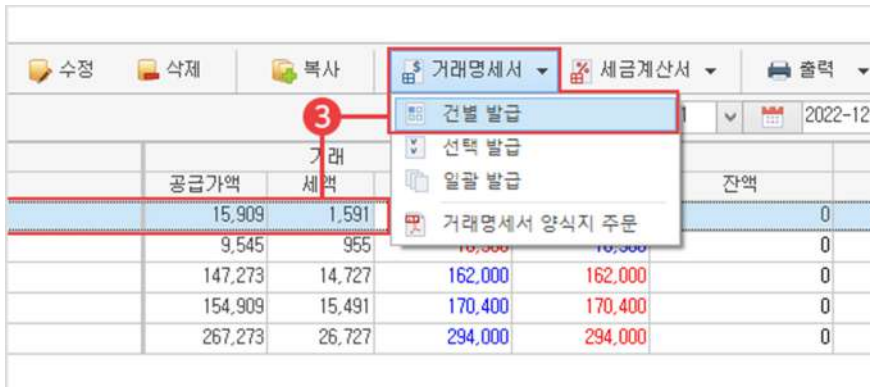 수정 삭제 복사 거래명세서 세금계산서 출력
3 건별 발급 2022-12
선택 발급
거래
일괄 발급
공급가액 세액 잔액
거래명세서 양식지 주문
15,909 1,591 0
9,545 955 0
147,273 14,727 162,000 162,000 0
154,909 15,491 170,400 170,400 0
267,273 26,727 294,000 294,000 0